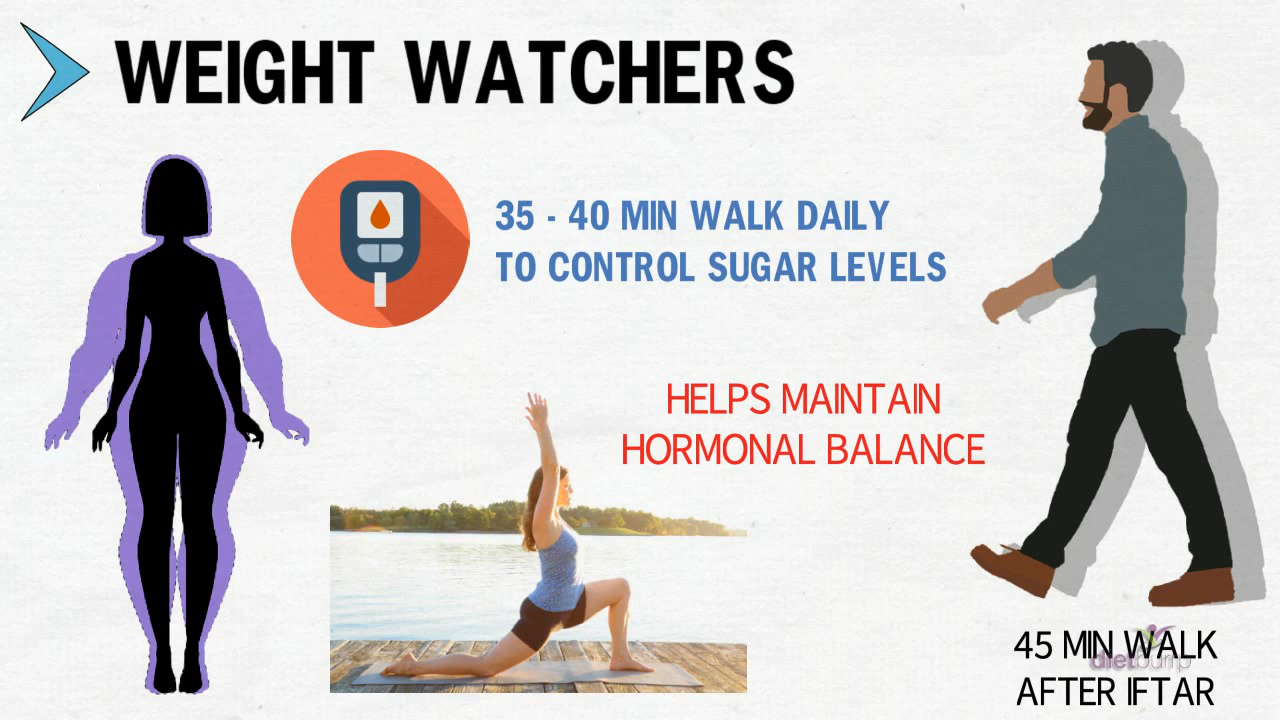 WEIGHT WATCHERS
35 - 40 MIN WALK DAILY
TO CONTROL SUGAR LEVELS
HELPS MAINTAIN
HORMONAL BALANCE
45 MIN WALK
AFTER IFTAR
dietburrp